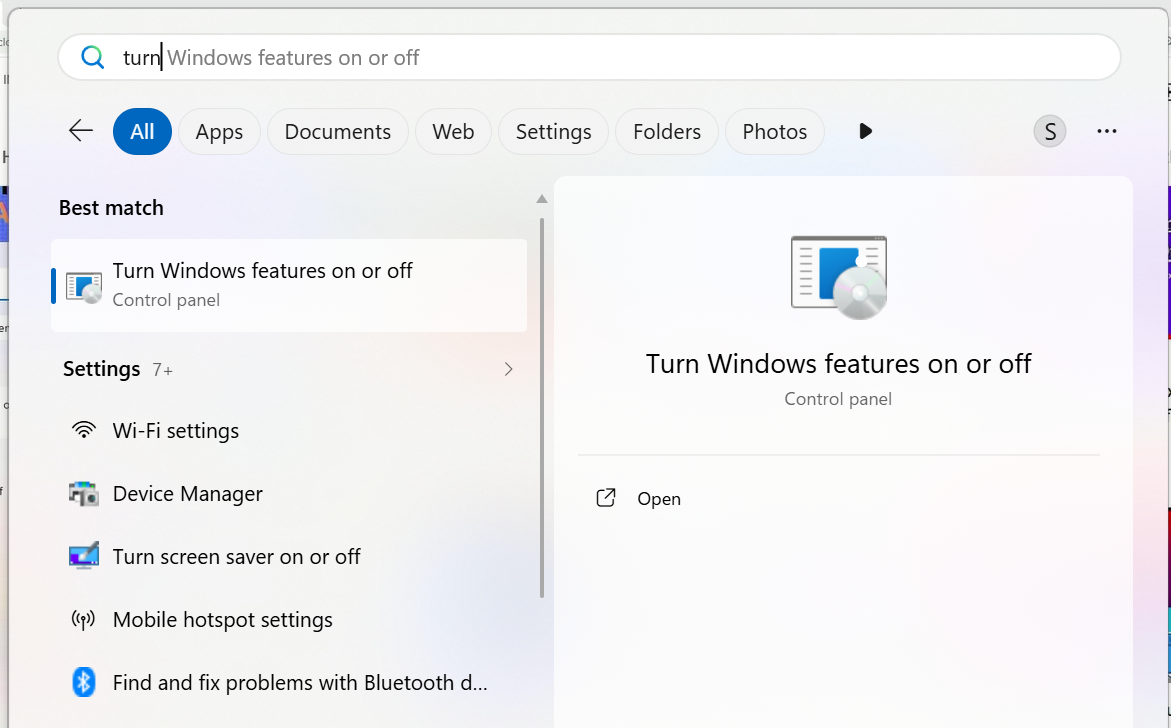 turn Windows features on or off
All Apps Documents Web Settings Folders Photos S
Best match
Turn Windows features on or off
Control panel
Settings 7+
Wi-Fi settings
Device Manager
Turn screen saver on or off
Mobile hotspot settings
Find and fix problems with Bluetooth d...
Turn Windows features on or off
Control panel
Open